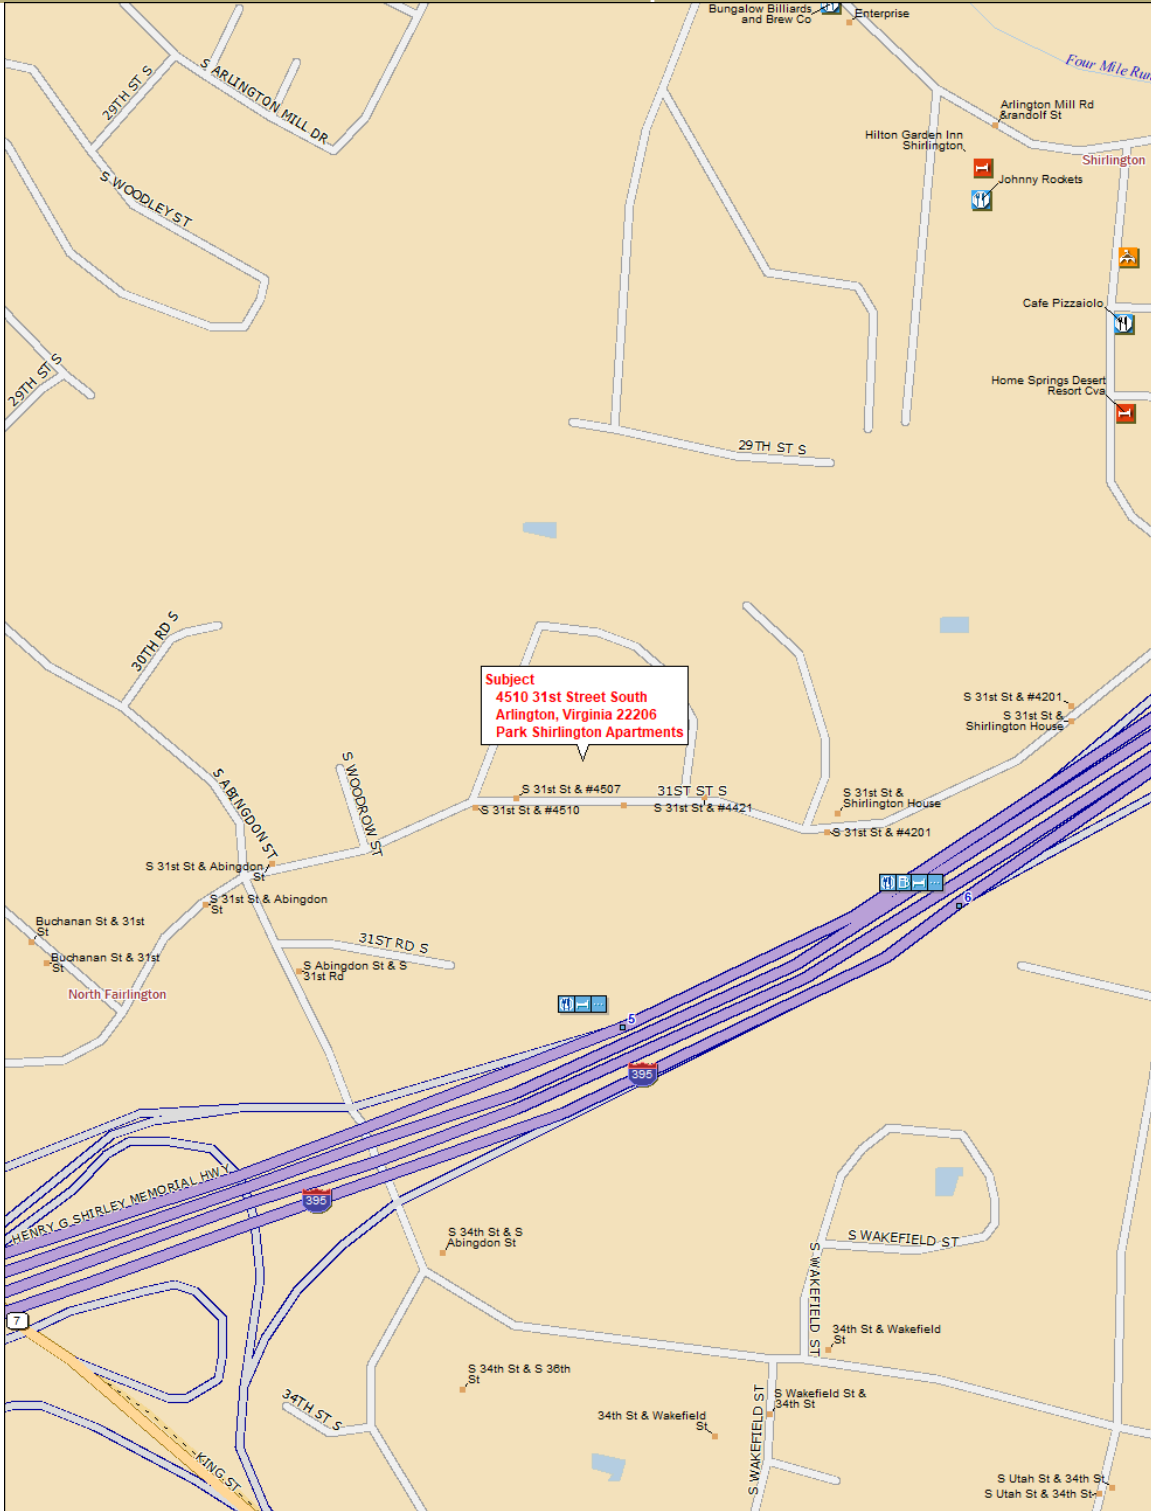 Bungalow Billiards
and Brew Co
Enterprise
Four Mile Run
29TH ST S
S ARLINGTON MILL DR
Arlington Mill Rd
&randolf St
Hilton Garden Inn
Shirlington
Shirlington
Johnny Rockets
S WOODLEY ST
Cafe Pizzaiolo
29TH ST S
Home Springs Desert
Resort Cva
29TH ST S
30TH RD S
Subject
4510 31st Street South
Arlington, Virginia 22206
Park Shirlington Apartments
S 31st St & #4201
S 31st St &
Shirlington House
S WOODROW ST
S ABINGDON ST
S 31st St & #4507
31ST ST S
S 31st St & #4510
S 31st St & #4421
S 31st St &
Shirlington House
S 31st St & #4201
S 31st St & Abingdon
St
S 31st St & Abingdon
St
6
Buchanan St & 31st
St
31ST RD S
Buchanan St & 31st
St
S Abingdon St & S
31st Rd
North Fairlington
5
395
HENRY G SHIRLEY MEMORIAL HWY
395
S 34th St & S
Abingdon St
S WAKEFIELD ST
S WAKEFIELD ST
7
34th St & Wakefield
St
S 34th St & S 36th
St
S Wakefield St &
34th St
34TH ST S
34th St & Wakefield
St
S WAKEFIELD ST
KING ST
S Utah St & 34th St
S Utah St & 34th St